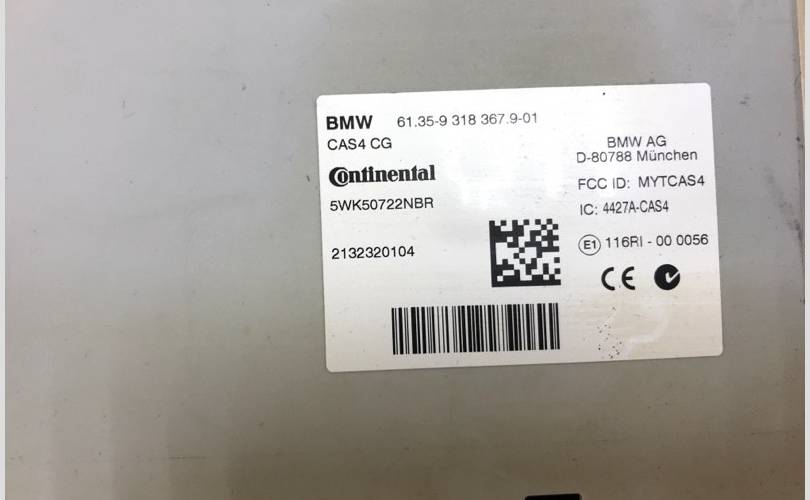 BMW 61.35-9 318 367.9-01
CAS4 CG
Continental
5WK50722NBR
2132320104
BMW AG
D-80788 München
FCC ID: MYTCAS4
IC: 4427A-CAS4
E1 116RI - 00 0056
CE